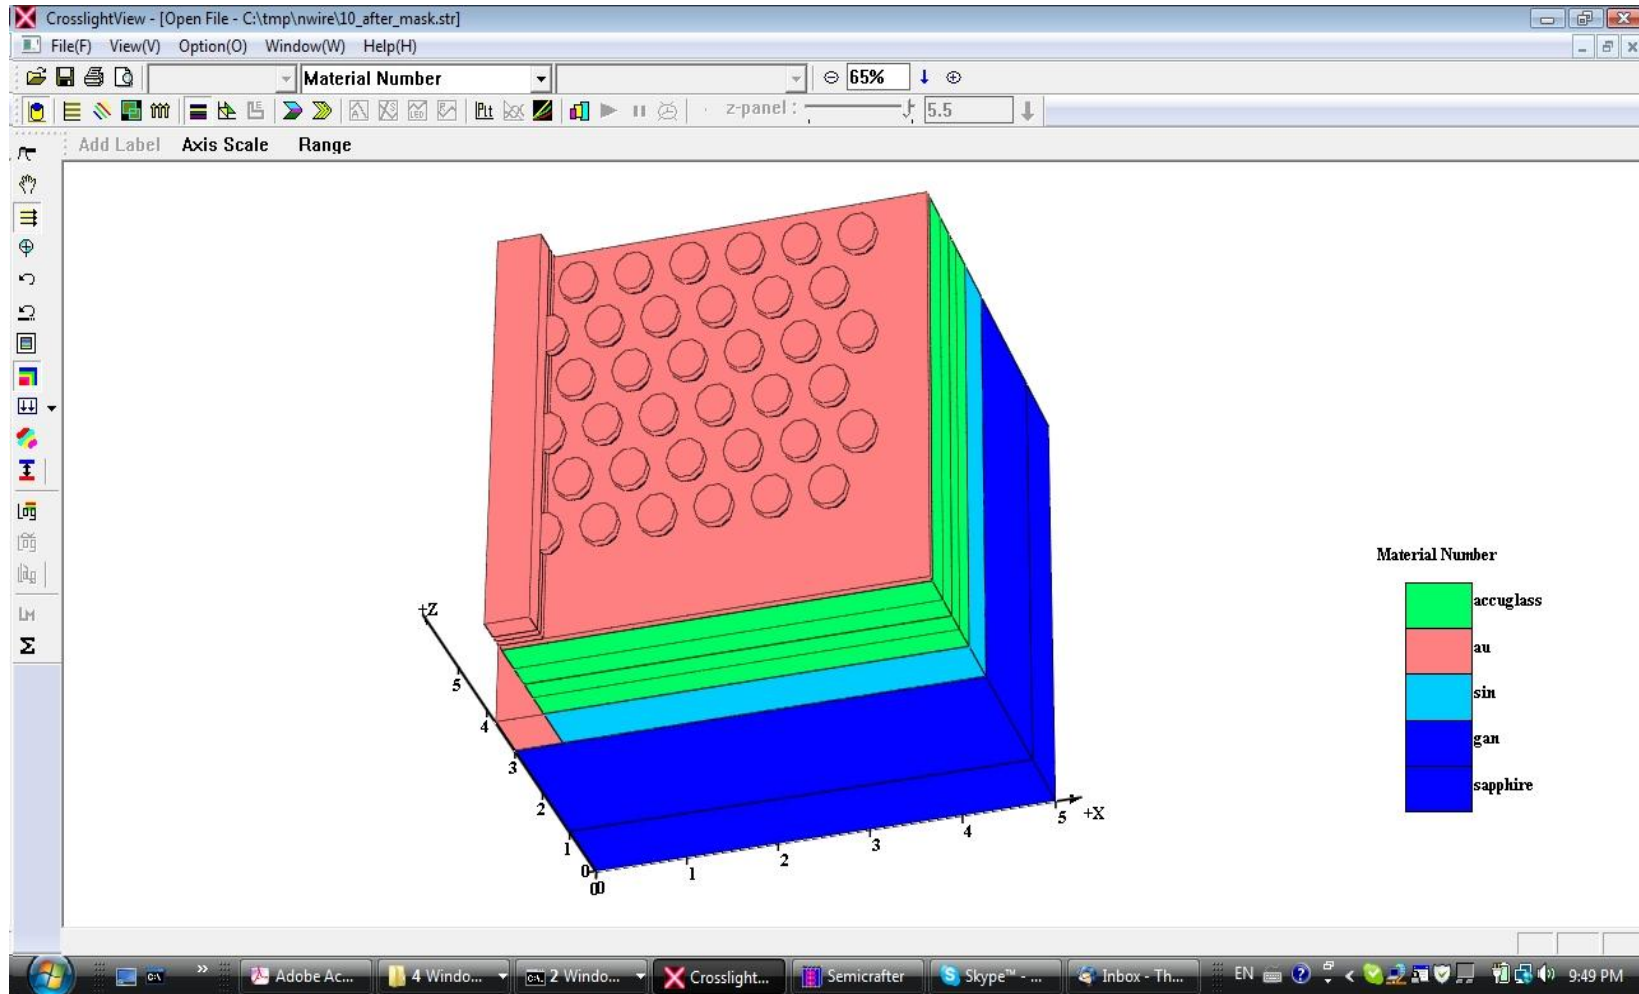 CrosslightView - [Open File - C:\tmp\nwire\10_after_mask.str]
File(F) View(V) Option(O) Window(W) Help(H)
Material Number 65%
Plt z-panel : 5.5
Add Label Axis Scale Range
+Z
5
4
3
2
1
0
00
1
2
3
4
5
+X
Material Number
accuglass
au
sin
gan
sapphire
Adobe Ac... 4 Windo... 2 Windo... Crosslight... Semicrafter Skype™ - ... Inbox - Th... EN 9:49 PM